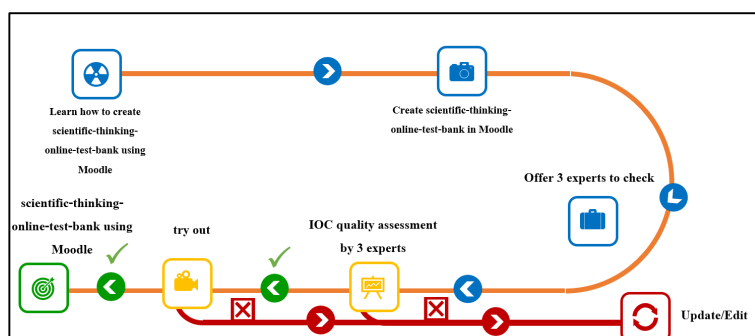 Learn how to create
scientific-thinking-
online-test-bank using
Moodle
Create scientific-thinking-
online-test-bank in Moodle
Offer 3 experts to check
scientific-thinking-
online-test-bank using
Moodle
try out
IOC quality assessment
by 3 experts
Update/Edit